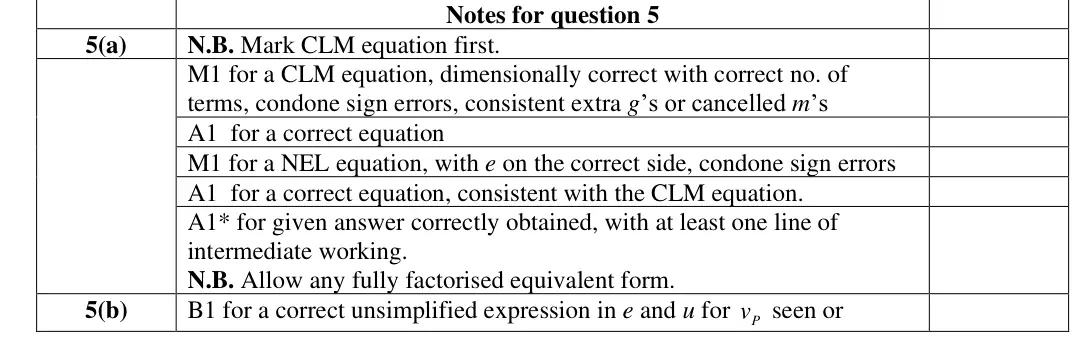 Notes for question 5
5(a) N.B. Mark CLM equation first.
M1 for a CLM equation, dimensionally correct with correct no. of
terms, condone sign errors, consistent extra g’s or cancelled m’s
A1 for a correct equation
M1 for a NEL equation, with e on the correct side, condone sign errors
A1 for a correct equation, consistent with the CLM equation.
A1* for given answer correctly obtained, with at least one line of
intermediate working.
N.B. Allow any fully factorised equivalent form.
5(b) B1 for a correct unsimplified expression in e and u for v_P seen or